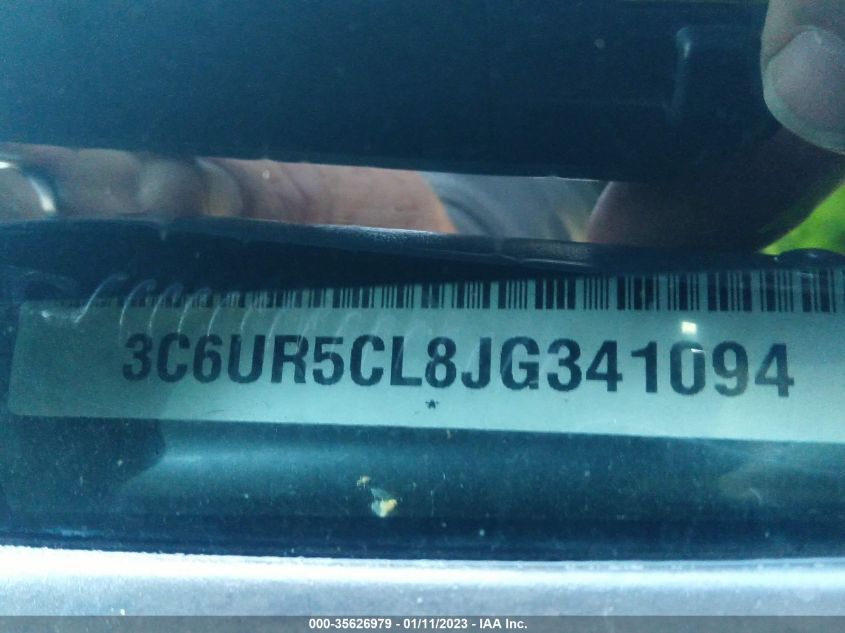 3C6UR5CL8JG341094
*
000-35626979 - 01/11/2023 - IAA Inc.